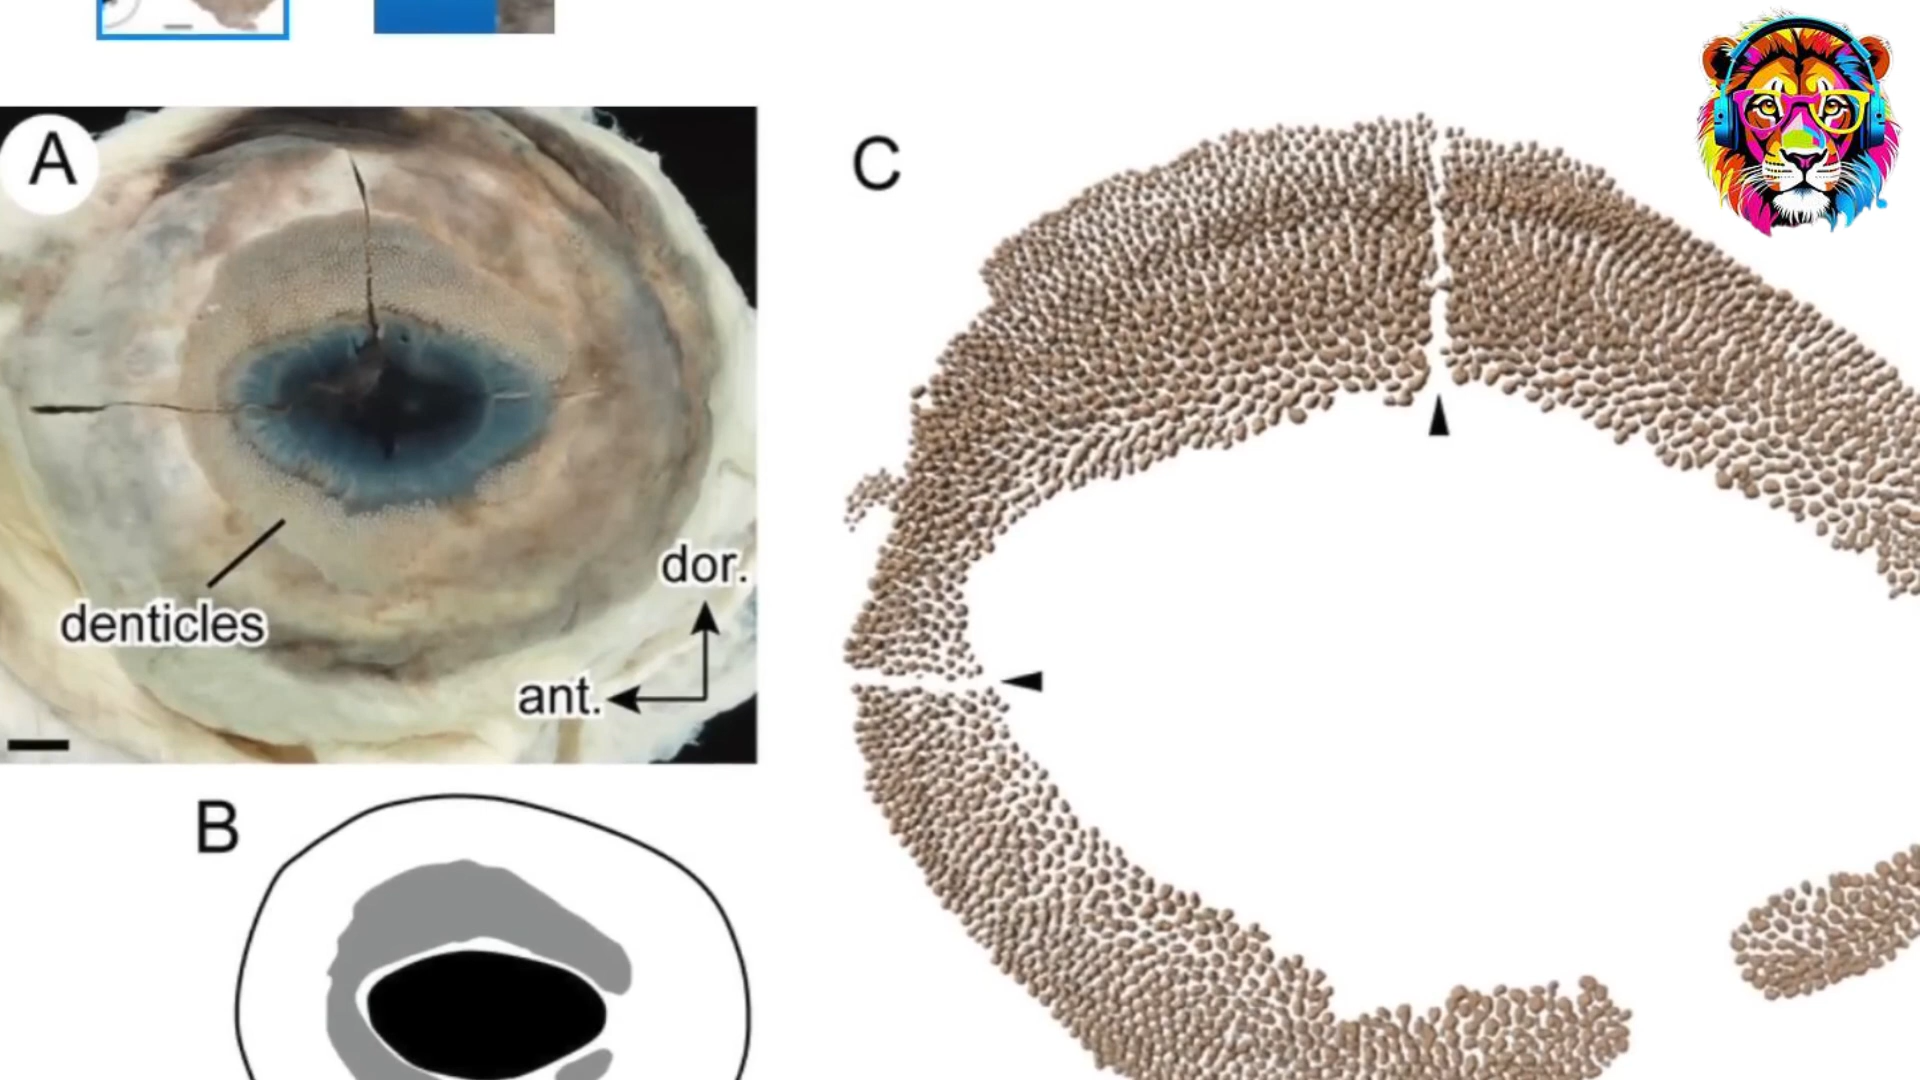 A
C
dor.
denticles
ant.
B